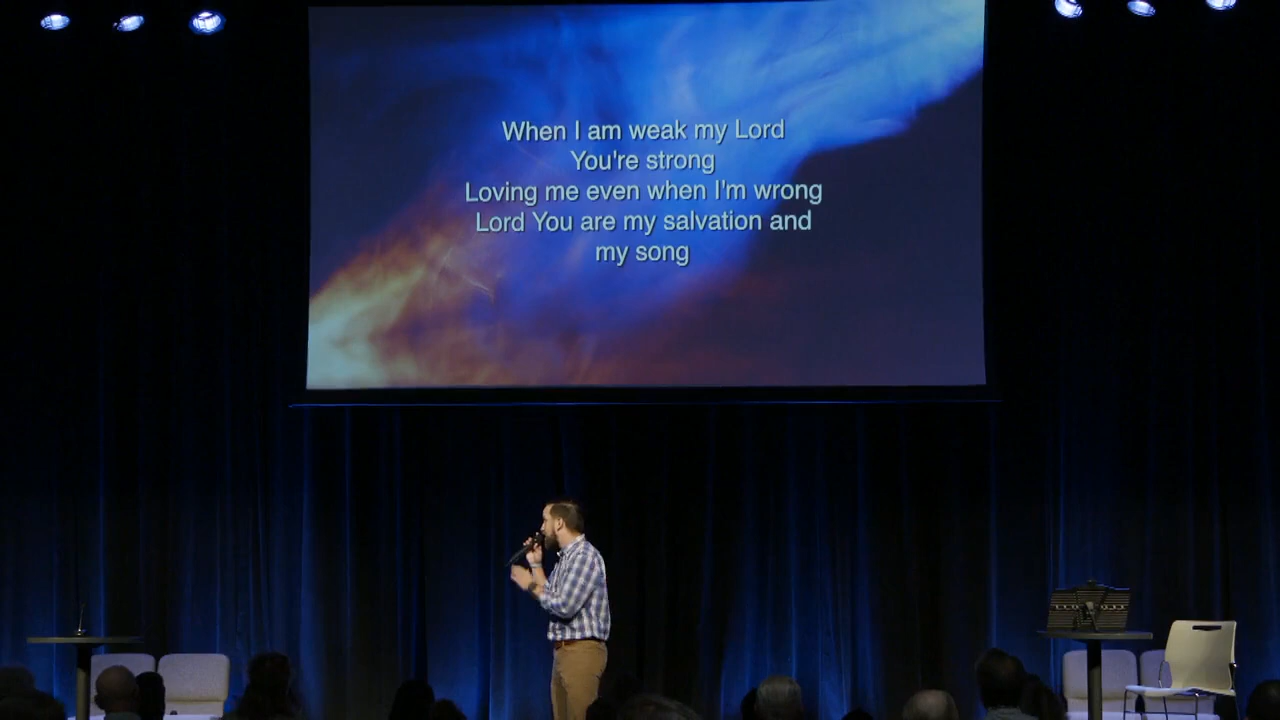 When I am weak my Lord
You're strong
Loving me even when I'm wrong
Lord You are my salvation and
my song